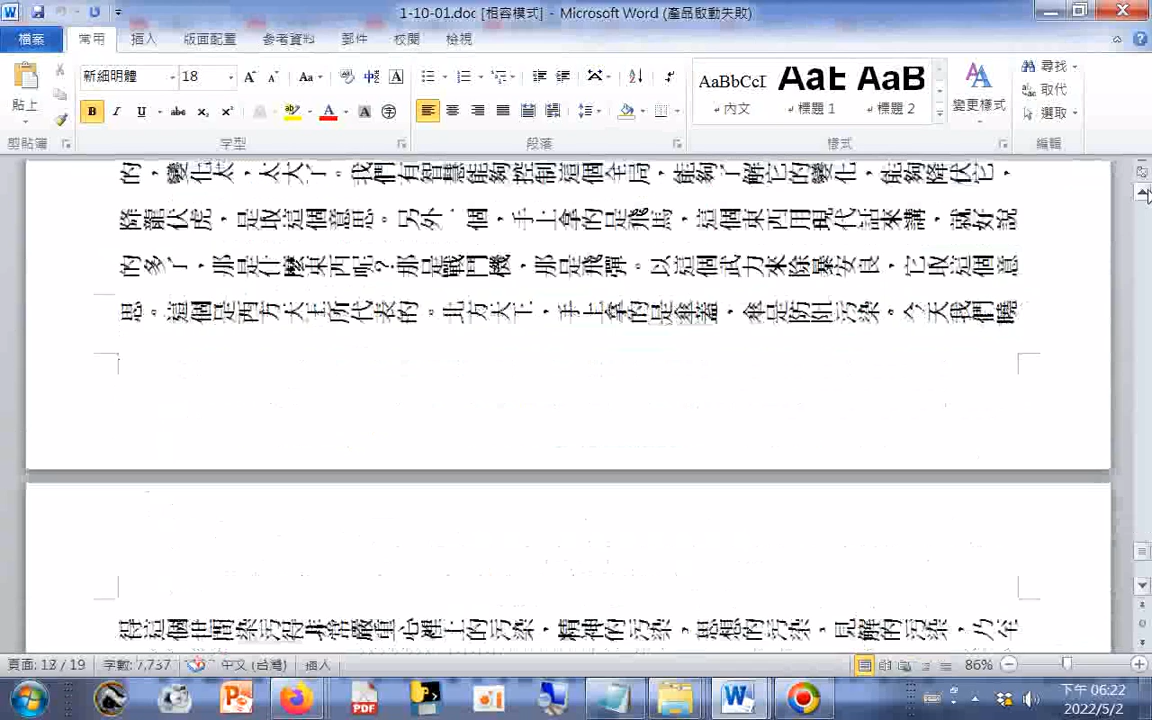 1-10-01.doc [相容模式] - Microsoft Word (產品啟動失敗)
檔案 常用 插入 版面配置 參考資料 郵件 校閱 檢視
貼上
新細明體 18
AaBbCcI AaE AaB
內文 標題 1 標題 2
變更樣式
尋找
取代
選取
剪貼簿 字型 段落 樣式 編輯
的，變化太，太大了。我們有智慧能夠控制這個全局，能夠了解它的變化，能夠降伏它，
降龍伏虎，是取這個意思。另外一個，手上拿的是飛馬，這個東西用現代話來講，就好說
的多了，那是什麼東西呢？那是戰鬥機，那是飛彈。以這個武力來除暴安良，它取這個意
思。這個是西方天王所代表的。北方天王，手上拿的是傘蓋，傘是防阻污染。今天我們曉
得這個世間染污得非常嚴重心裡上的污染，精神的污染，思想的污染，見解的污染，乃至
頁面: 13 / 19 字數: 7,737 中文 (台灣) 插入 86%
下午 06:22
2022/5/2